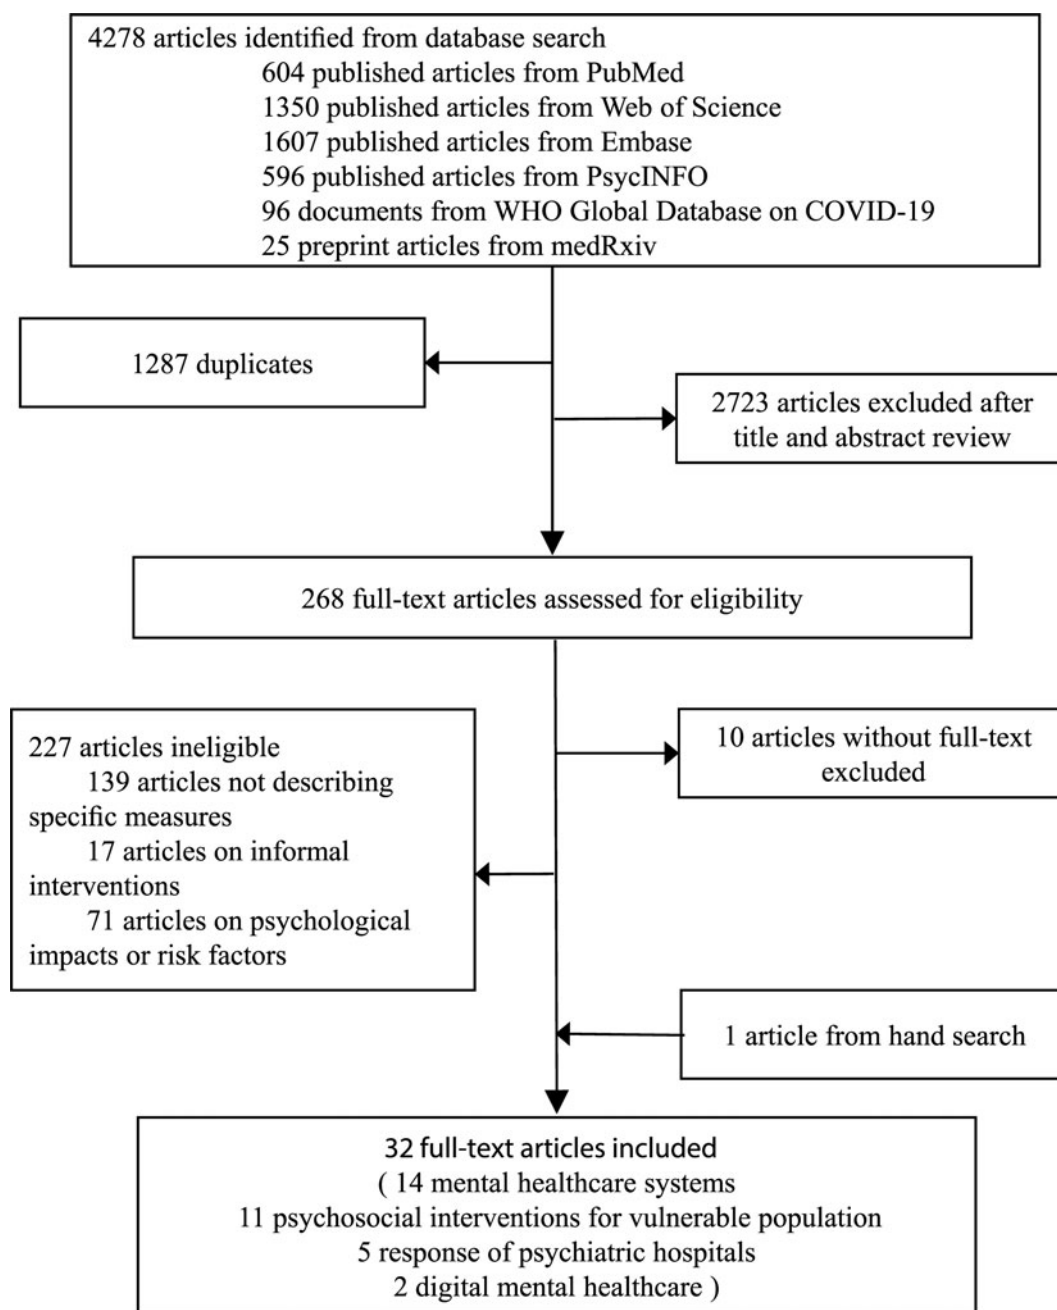 4278 articles identified from database search
604 published articles from PubMed
1350 published articles from Web of Science
1607 published articles from Embase
596 published articles from PsycINFO
96 documents from WHO Global Database on COVID-19
25 preprint articles from medRxiv
1287 duplicates
2723 articles excluded after
title and abstract review
268 full-text articles assessed for eligibility
10 articles without full-text
excluded
227 articles ineligible
139 articles not describing
specific measures
17 articles on informal
interventions
71 articles on psychological
impacts or risk factors
1 article from hand search
32 full-text articles included
( 14 mental healthcare systems
11 psychosocial interventions for vulnerable population
5 response of psychiatric hospitals
2 digital mental healthcare )